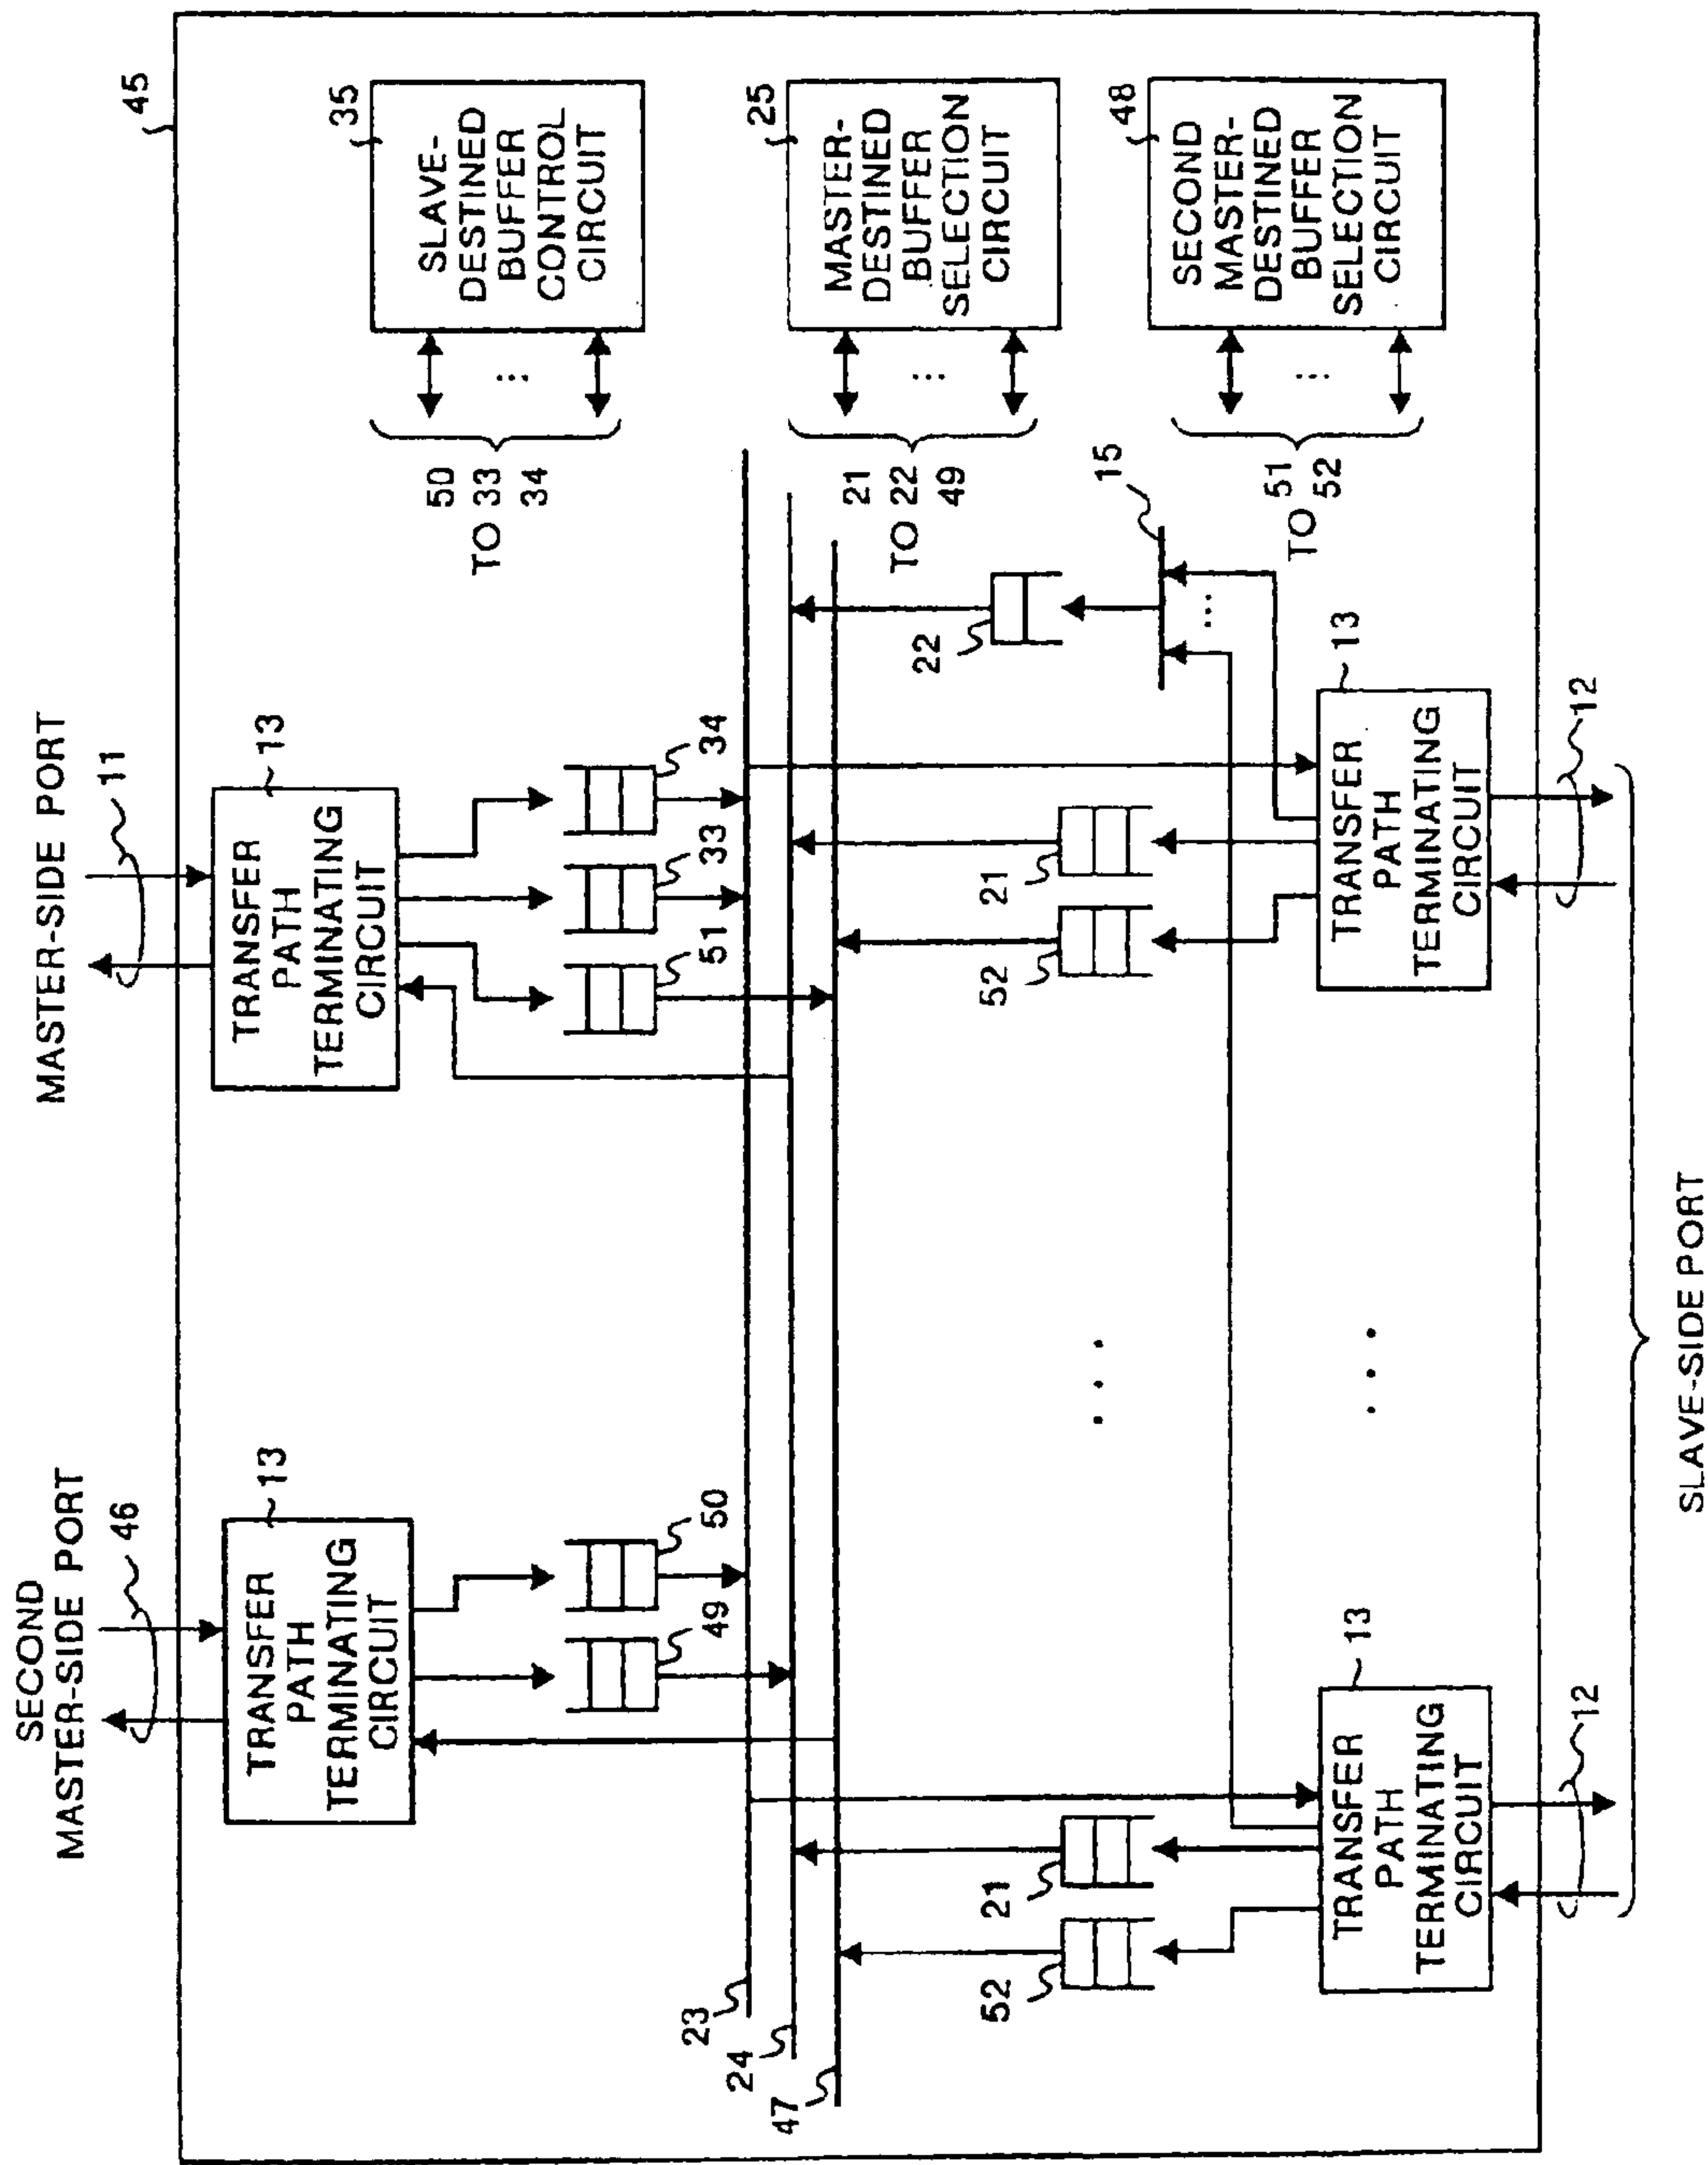 SECOND
MASTER-SIDE PORT
46
MASTER-SIDE PORT
11
45
TRANSFER
PATH
TERMINATING
CIRCUIT
13
TRANSFER
PATH
TERMINATING
CIRCUIT
13
SLAVE-
DESTINED
BUFFER
CONTROL
CIRCUIT
35
49
50
51
33
34
50
TO 33
34
23
24
47
MASTER-
DESTINED
BUFFER
SELECTION
CIRCUIT
25
21
TO 22
49
52
21
52
21
22
15
SECOND
MASTER-
DESTINED
BUFFER
SELECTION
CIRCUIT
48
51
TO 52
...
...
...
TRANSFER
PATH
TERMINATING
CIRCUIT
13
TRANSFER
PATH
TERMINATING
CIRCUIT
13
12
12
SLAVE-SIDE PORT